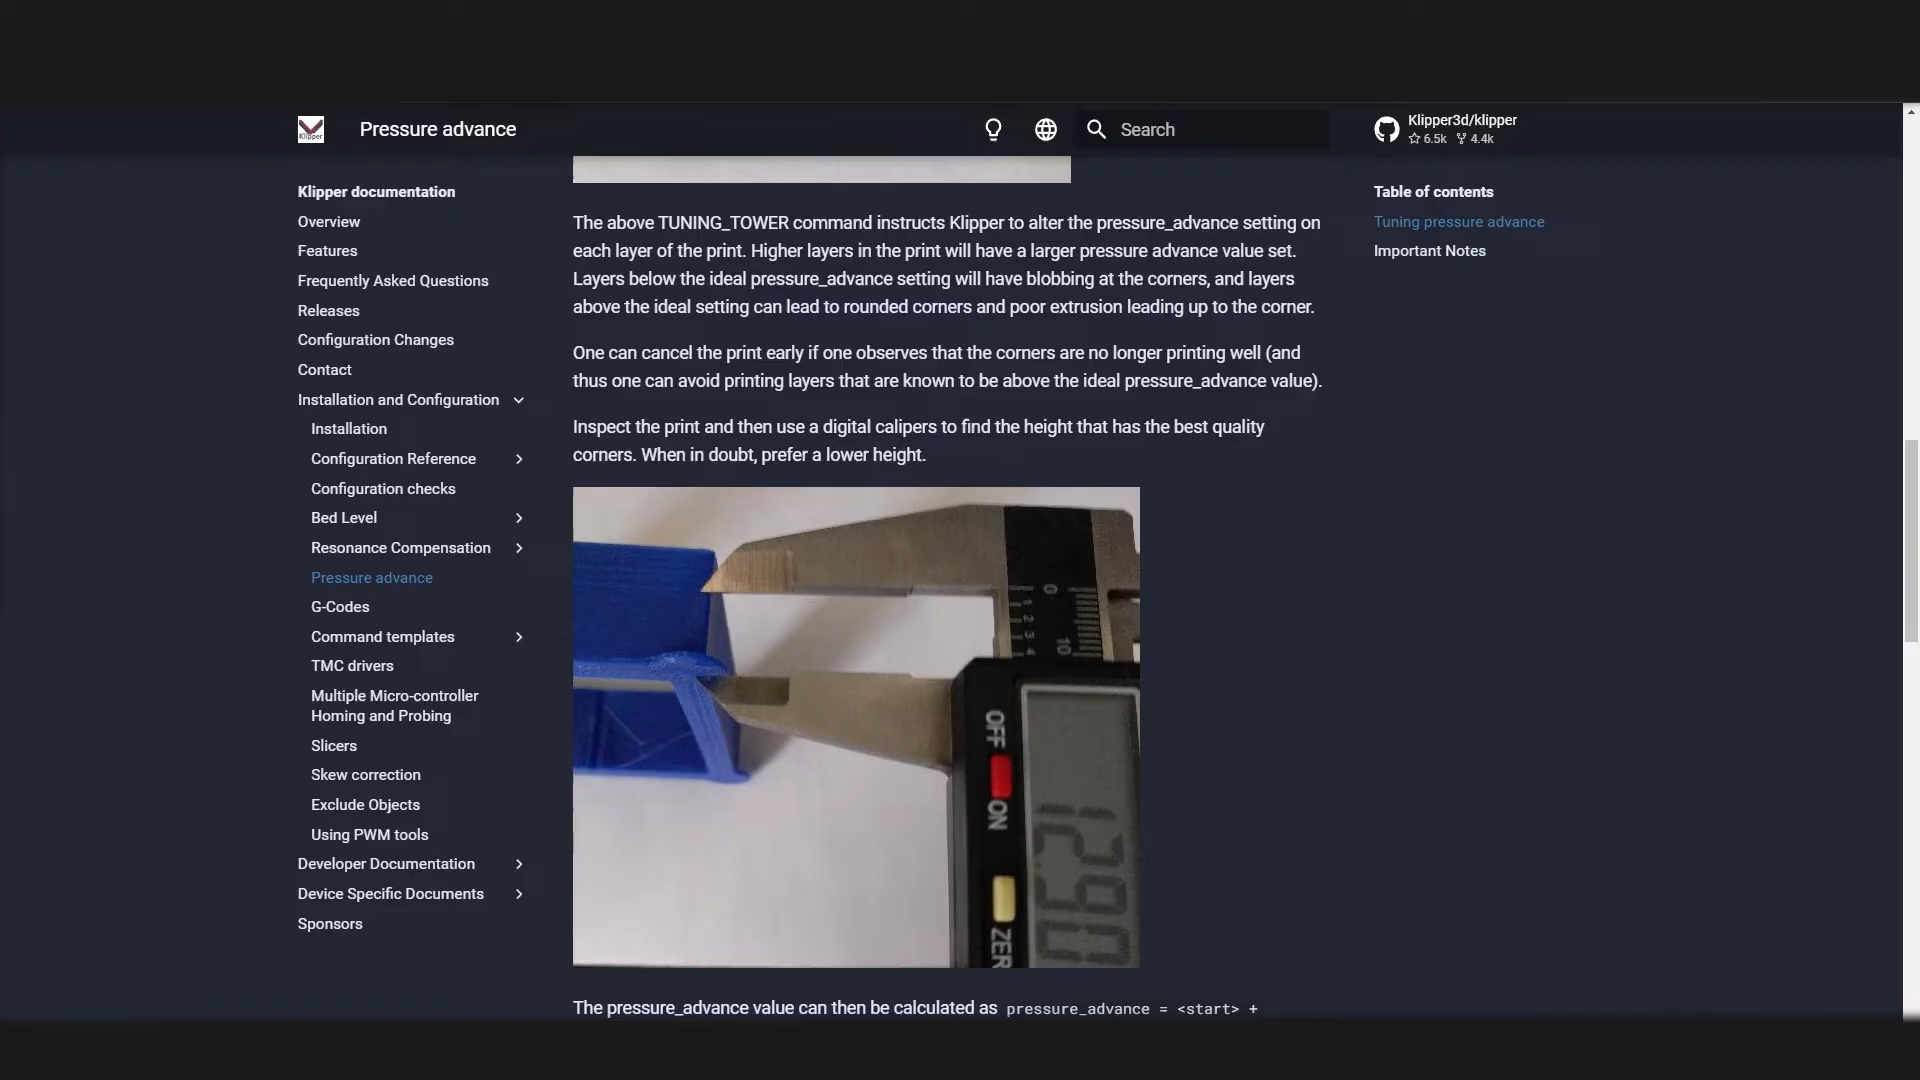 Klipper
Pressure advance
Search
Klipper3d/klipper
6.5k 4.4k
Klipper documentation
Overview
Features
Frequently Asked Questions
Releases
Configuration Changes
Contact
Installation and Configuration
Installation
Configuration Reference
Configuration checks
Bed Level
Resonance Compensation
Pressure advance
G-Codes
Command templates
TMC drivers
Multiple Micro-controller
Homing and Probing
Slicers
Skew correction
Exclude Objects
Using PWM tools
Developer Documentation
Device Specific Documents
Sponsors
The above TUNING_TOWER command instructs Klipper to alter the pressure_advance setting on
each layer of the print. Higher layers in the print will have a larger pressure advance value set.
Layers below the ideal pressure_advance setting will have blobbing at the corners, and layers
above the ideal setting can lead to rounded corners and poor extrusion leading up to the corner.
One can cancel the print early if one observes that the corners are no longer printing well (and
thus one can avoid printing layers that are known to be above the ideal pressure_advance value).
Inspect the print and then use a digital calipers to find the height that has the best quality
corners. When in doubt, prefer a lower height.
0
1 2 3 4
10
OFF
ON
ZER
12.90
The pressure_advance value can then be calculated as pressure_advance = <start> +
Table of contents
Tuning pressure advance
Important Notes